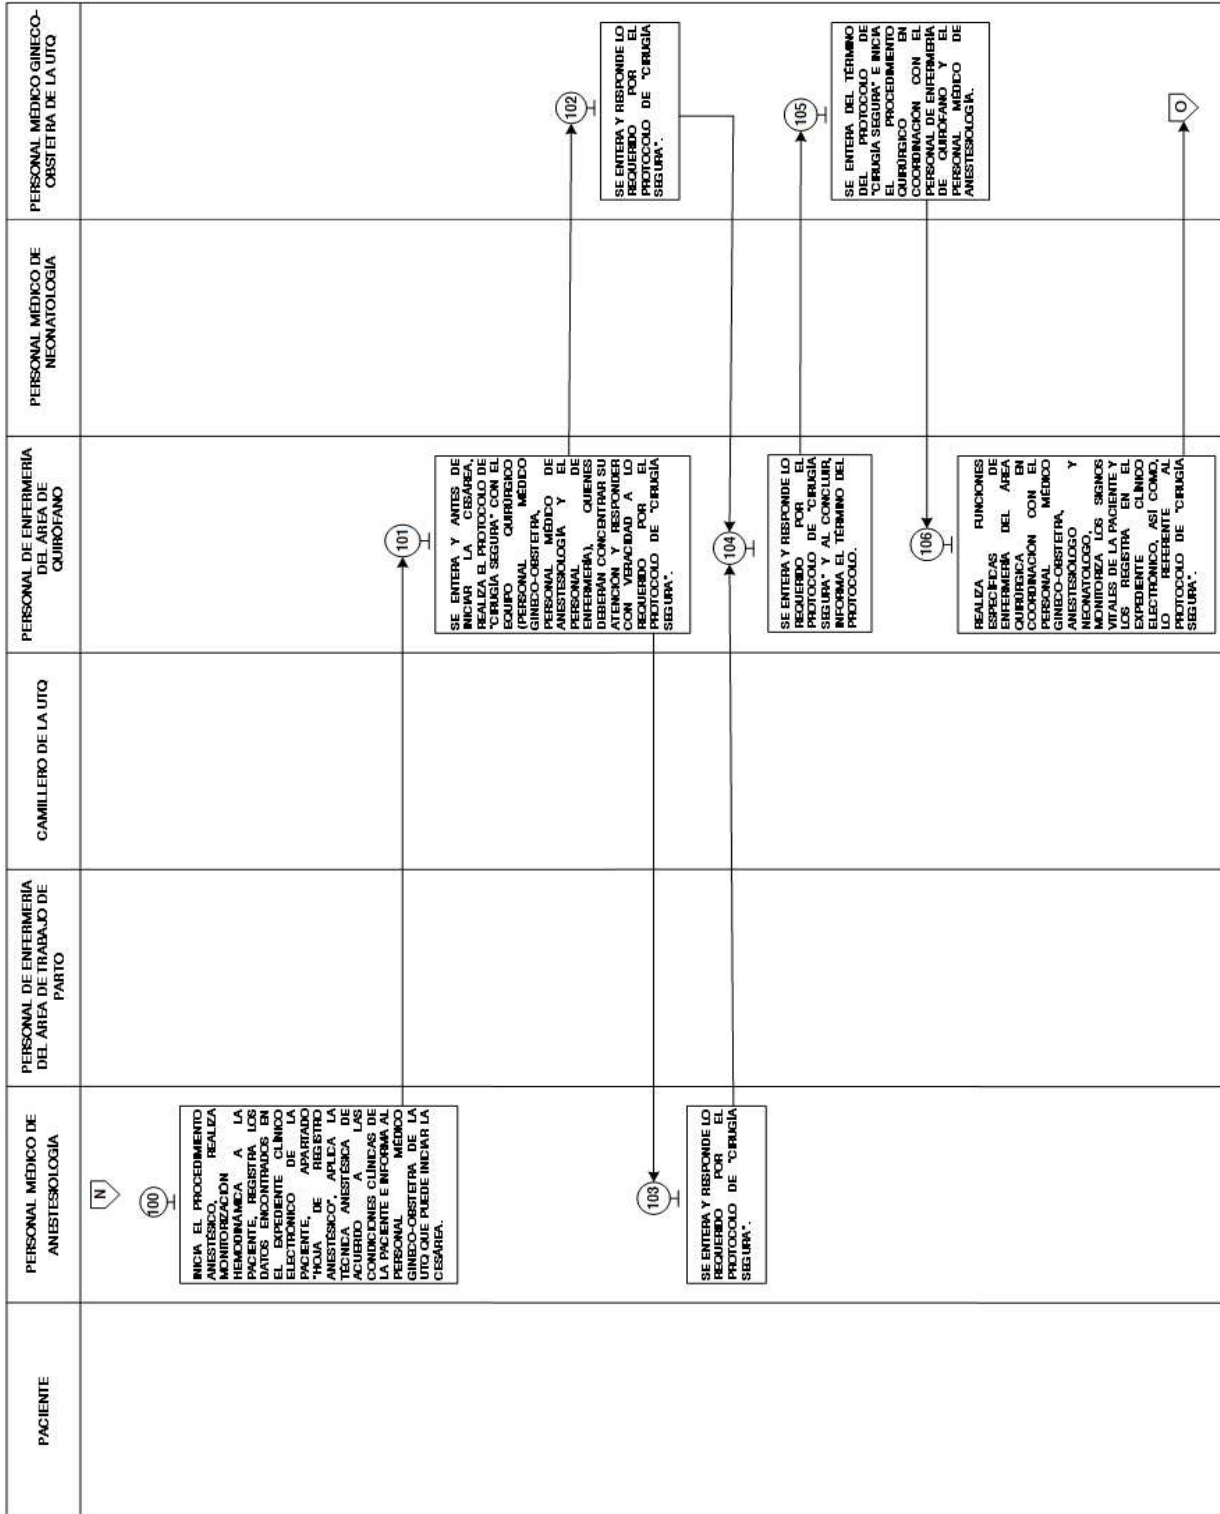 PACIENTE
PERSONAL MÉDICO DE
ANESTESIOLOGÍA
PERSONAL DE ENFERMERÍA
DEL ÁREA DE TRABAJO DE
PARTO
CAMILLERO DE LA UTQ
PERSONAL DE ENFERMERÍA
DEL ÁREA DE
QUIRÓFANO
PERSONAL MÉDICO DE
NEONATOLOGÍA
PERSONAL MÉDICO GINECO-
OBSTETRA DE LA UTQ
N
100
INICIA EL PROCEDIMIENTO
ANESTÉSICO, REALIZA
MONITORIZACIÓN
HEMODINÁMICA A LA
PACIENTE, REGISTRA LOS
DATOS ENCONTRADOS EN
EL EXPEDIENTE CLÍNICO
ELECTRÓNICO DE LA
PACIENTE, APARTADO
"HOJA DE REGISTRO
ANESTÉSICO", APLICA LA
TÉCNICA ANESTÉSICA DE
ACUERDO A LAS
CONDICIONES CLÍNICAS DE
LA PACIENTE E INFORMA AL
PERSONAL MÉDICO
GINECO-OBSTETRA DE LA
UTQ QUE PUEDE INICIAR LA
CESÁREA.
101
SE ENTERA Y ANTES DE
INICIAR LA CESÁREA,
REALIZA EL PROTOCOLO DE
"CIRUGÍA SEGURA" CON EL
EQUIPO QUIRÚRGICO
(PERSONAL MÉDICO
GINECO-OBSTETRA,
PERSONAL MÉDICO DE
ANESTESIOLOGÍA Y EL
PERSONAL DE
ENFERMERÍA), QUIENES
DEBERÁN CONCENTRAR SU
ATENCIÓN Y RESPONDER
CON VERACIDAD A LO
REQUERIDO POR EL
PROTOCOLO DE "CIRUGÍA
SEGURA".
102
SE ENTERA Y RESPONDE LO
REQUERIDO POR EL
PROTOCOLO DE "CIRUGÍA
SEGURA".
103
SE ENTERA Y RESPONDE LO
REQUERIDO POR EL
PROTOCOLO DE "CIRUGÍA
SEGURA".
104
SE ENTERA Y RESPONDE LO
REQUERIDO POR EL
PROTOCOLO DE "CIRUGÍA
SEGURA" Y AL CONCLUIR,
INFORMA EL TÉRMINO DEL
PROTOCOLO.
105
SE ENTERA DEL TÉRMINO
DEL PROTOCOLO DE
"CIRUGÍA SEGURA" E INICIA
EL PROCEDIMIENTO
QUIRÚRGICO EN
COORDINACIÓN CON EL
PERSONAL DE ENFERMERÍA
DE QUIRÓFANO Y EL
PERSONAL MÉDICO DE
ANESTESIOLOGÍA.
106
REALIZA FUNCIONES
ESPECÍFICAS DE
ENFERMERÍA DEL ÁREA
QUIRÚRGICA EN
COORDINACIÓN CON EL
PERSONAL MÉDICO
GINECO-OBSTETRA,
ANESTESIÓLOGO Y
NEONATOLOGO,
MONITORIZA LOS SIGNOS
VITALES DE LA PACIENTE Y
LOS REGISTRA EN EL
EXPEDIENTE CLÍNICO
ELECTRÓNICO, ASÍ COMO,
LO REFERENTE AL
PROTOCOLO DE "CIRUGÍA
SEGURA".
O